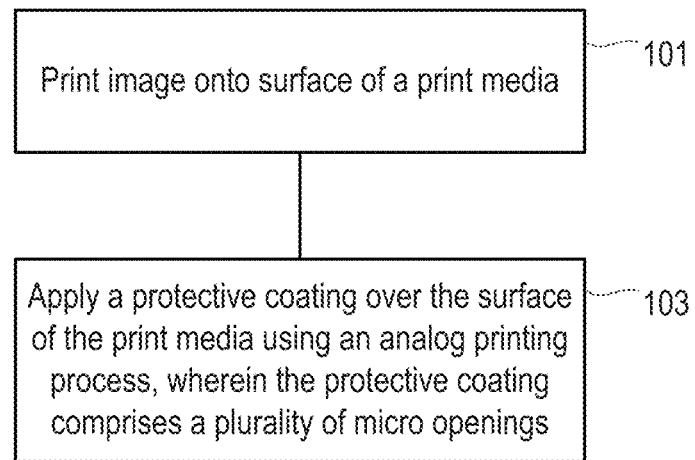 Print image onto surface of a print media
101
Apply a protective coating over the surface
of the print media using an analog printing
process, wherein the protective coating
comprises a plurality of micro openings
103